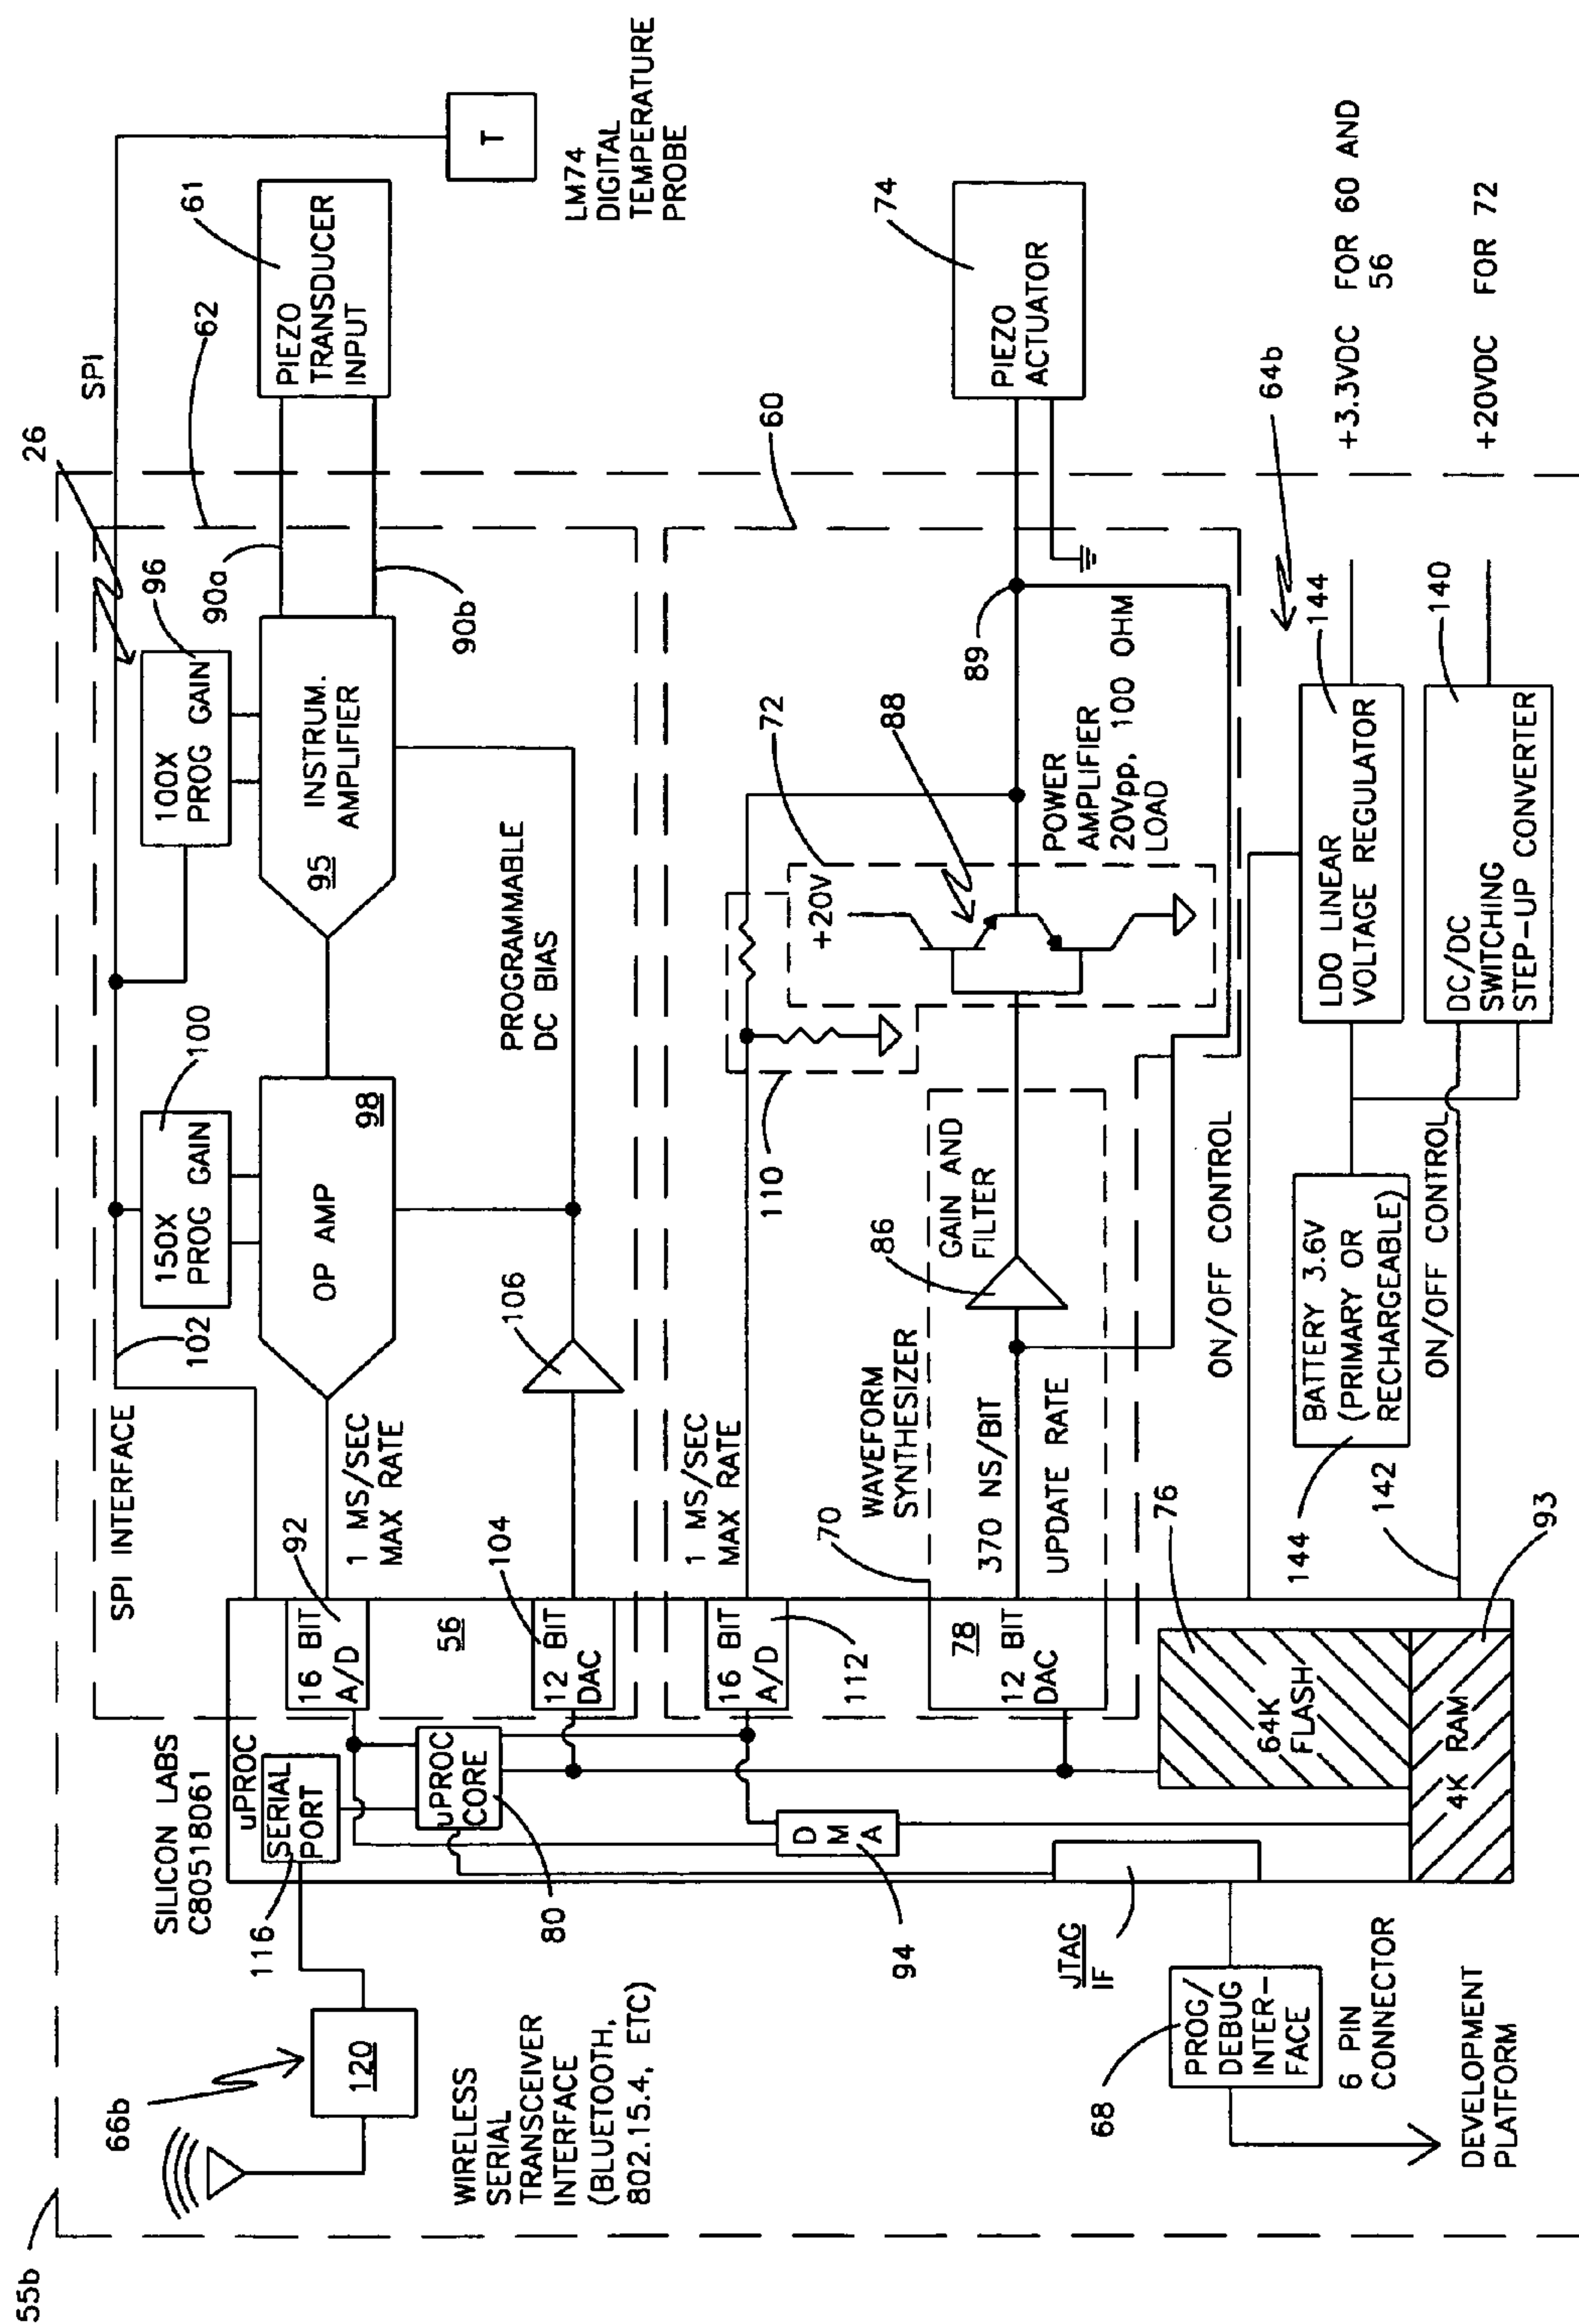 55b
66b
120
WIRELESS
SERIAL
TRANSCEIVER
INTERFACE
(BLUETOOTH,
802.15.4, ETC)
SILICON LABS
C80518061
uPROC
116
SERIAL
PORT
uPROC
CORE
80
DMA
94
JTAG
IF
68
PROG/
DEBUG
INTER-
FACE
6 PIN
CONNECTOR
DEVELOPMENT
PLATFORM
SPI INTERFACE
16 BIT
A/D
92
56
12 BIT
DAC
104
16 BIT
A/D
112
78
12 BIT
DAC
70
64K
FLASH
76
4K RAM
93
1 MS/SEC
MAX RATE
102
150X
PROG GAIN
100
OP AMP
98
106
PROGRAMMABLE
DC BIAS
95
INSTRUM.
AMPLIFIER
100X
PROG GAIN
96
26
90a
90b
62
SPI
PIEZO
TRANSDUCER
INPUT
61
T
LM74
DIGITAL
TEMPERATURE
PROBE
1 MS/SEC
MAX RATE
WAVEFORM
SYNTHESIZER
370 NS/BIT
UPDATE RATE
86
GAIN AND
FILTER
110
+20V
72
88
POWER
AMPLIFIER
20Vpp, 100 OHM
LOAD
89
60
PIEZO
ACTUATOR
74
ON/OFF CONTROL
144
BATTERY 3.6V
(PRIMARY OR
RECHARGEABLE)
ON/OFF CONTROL
142
LDO LINEAR
VOLTAGE REGULATOR
144
64b
DC/DC
SWITCHING
STEP-UP CONVERTER
140
+3.3VDC FOR 60 AND
56
+20VDC FOR 72